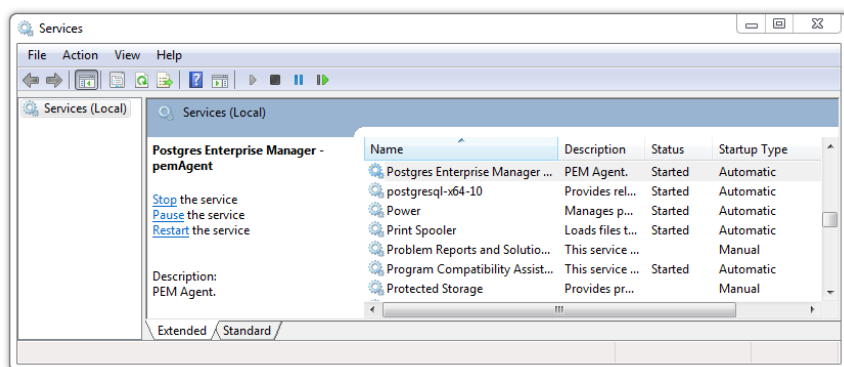 Services
File Action View Help
Services (Local)
Services (Local)
Postgres Enterprise Manager - pemAgent
Stop the service
Pause the service
Restart the service
Description:
PEM Agent.
Name Description Status Startup Type
Postgres Enterprise Manager ... PEM Agent. Started Automatic
postgresql-x64-10 Provides rel... Started Automatic
Power Manages p... Started Automatic
Print Spooler Loads files t... Started Automatic
Problem Reports and Solutio... This service ... Manual
Program Compatibility Assist... This service ... Started Automatic
Protected Storage Provides pr... Manual
Extended Standard